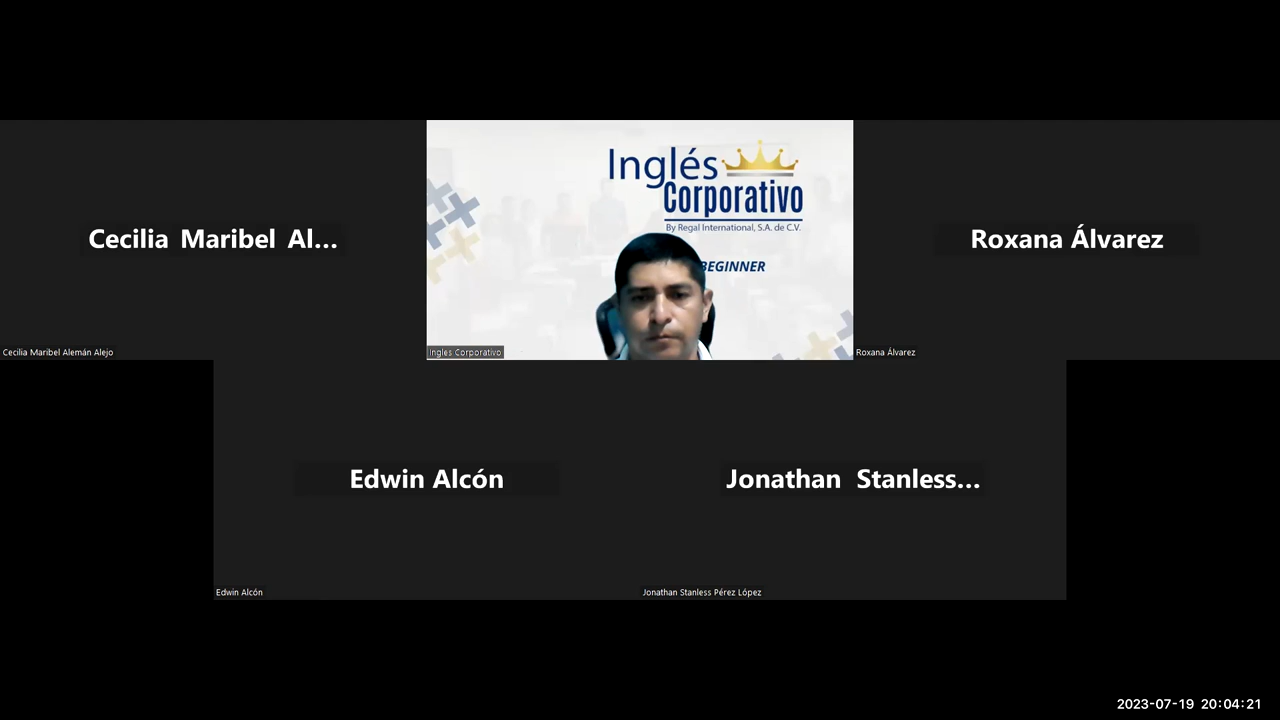 Cecilia Maribel Al...
Cecilia Maribel Alemán Alejo
Inglés
Corporativo
By Regal International, S.A. de C.V.
BEGINNER
Ingles Corporativo
Roxana Álvarez
Roxana Álvarez
Edwin Alcón
Edwin Alcón
Jonathan Stanless...
Jonathan Stanless Pérez López
2023-07-19 20:04:21